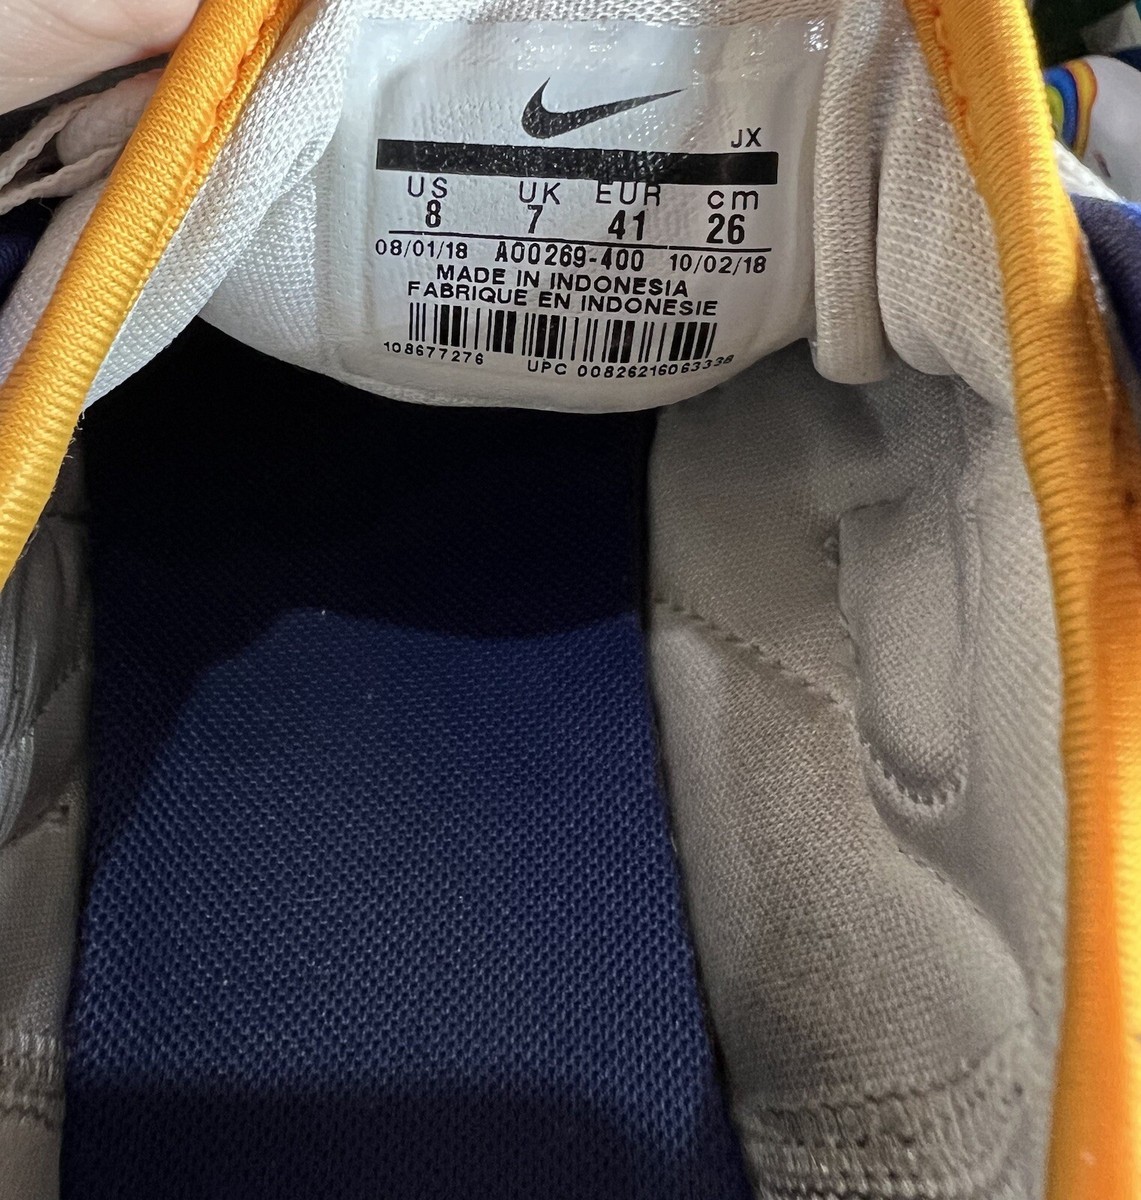 JX
US UK EUR cm
8 7 41 26
08/01/18 AO0269-400 10/02/18
MADE IN INDONESIA
FABRIQUE EN INDONESIE
108677276 UPC 00826216063338